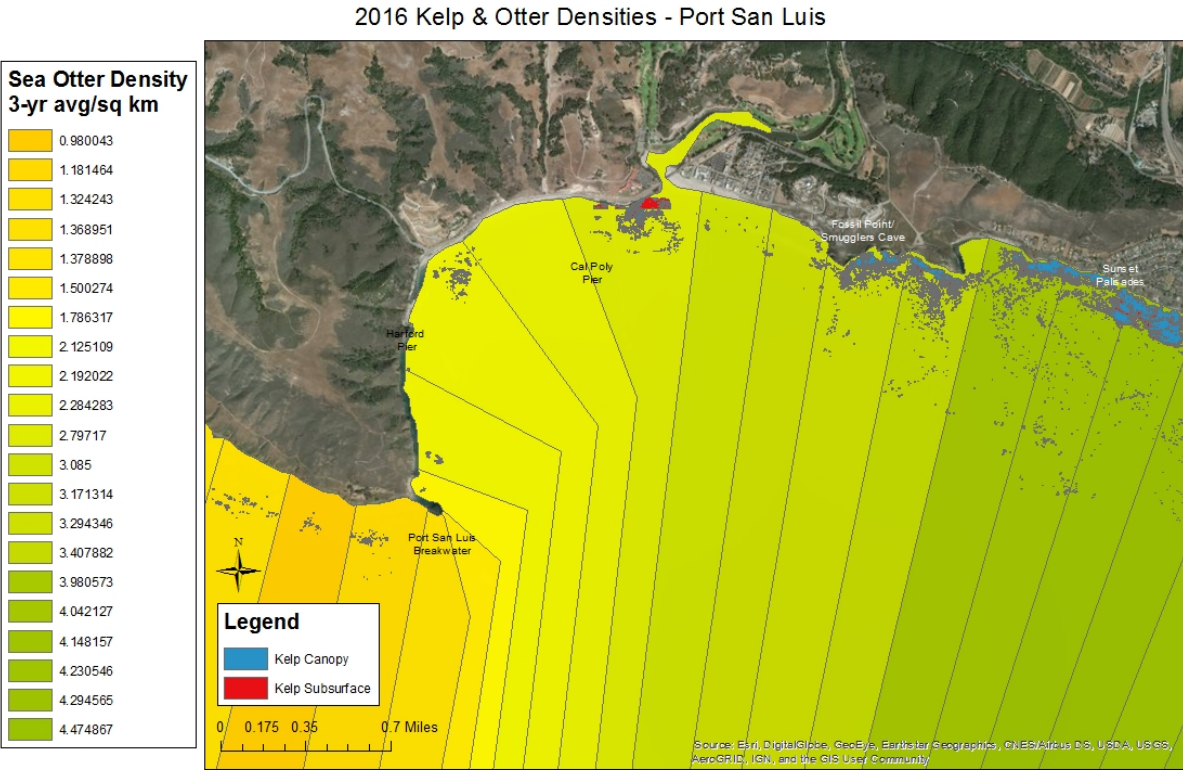 2016 Kelp & Otter Densities - Port San Luis
Sea Otter Density
3-yr avg/sq km
0.980043
1.181464
1.324243
1.368951
1.378898
1.500274
1.786317
2.125109
2.192022
2.284283
2.79717
3.085
3.171314
3.294346
3.407882
3.980573
4.042127
4.148157
4.230546
4.294565
4.474867
Fossil Point/
Smugglers Cave
Sunset
Palisades
Cal Poly
Pier
Harford
Pier
Port San Luis
Breakwater
N
Legend
Kelp Canopy
Kelp Subsurface
0 0.175 0.35 0.7 Miles
Source: Esri, DigitalGlobe, GeoEye, Earthstar Geographics, CNES/Airbus DS, USDA, USGS,
AeroGRID, IGN, and the GIS User Community